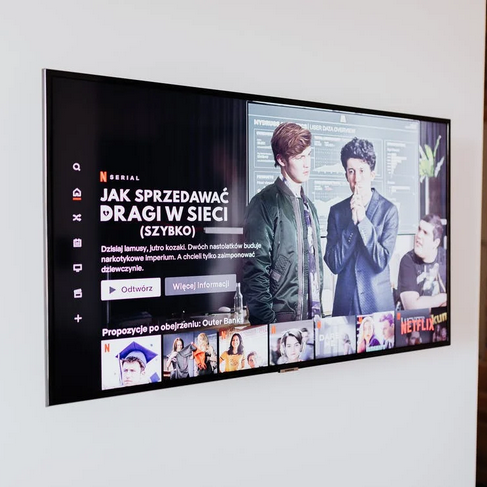 N SERIAL
JAK SPRZEDAWAĆ
DRAGI W SIECI
(SZYBKO)
Dzisiaj lamusy, jutro kozaki. Dwóch nastolatków buduje
narkotykowe imperium. A chcieli tylko zaimponować
dziewczynie.
Odtwórz
Więcej informacji
Propozycje po obejrzeniu: Outer Banks
N
NETFLIX